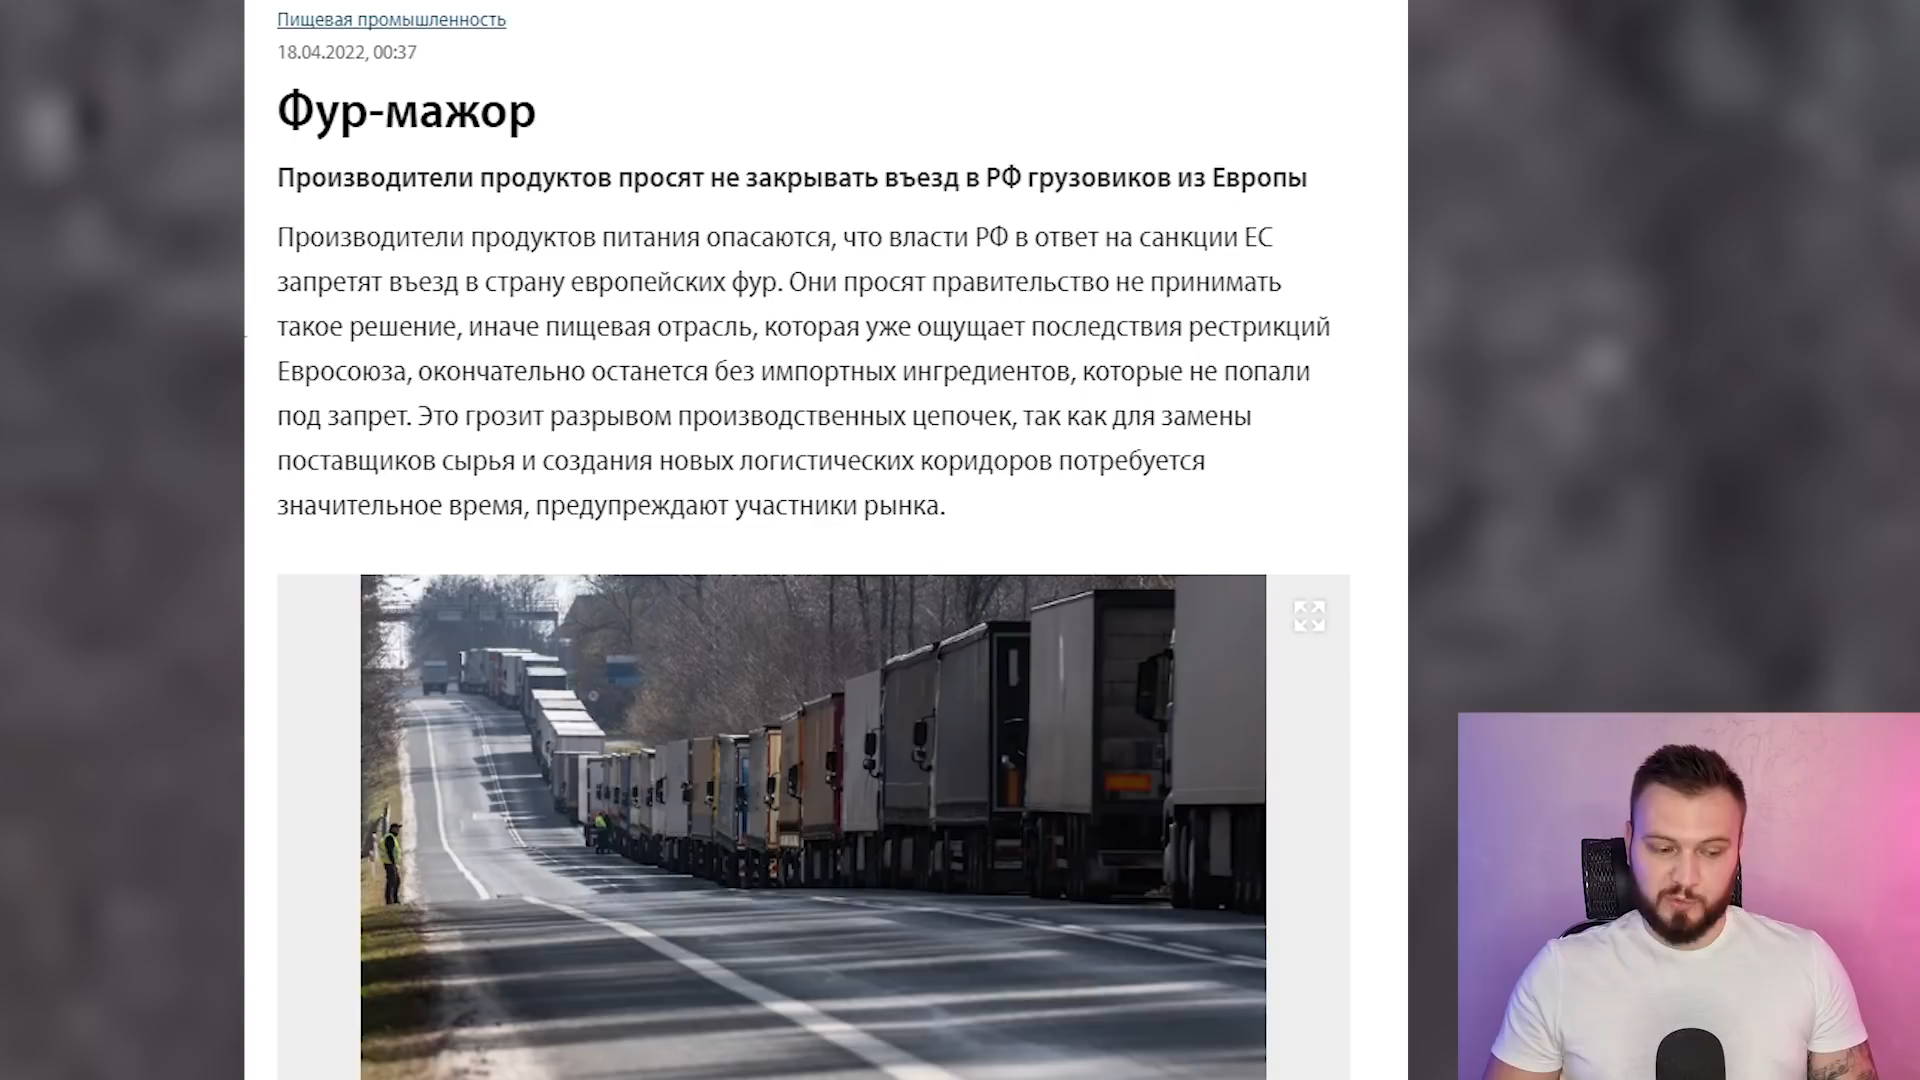 Пищевая промышленность
18.04.2022, 00:37
Фур-мажор
Производители продуктов просят не закрывать въезд в РФ грузовиков из Европы
Производители продуктов питания опасаются, что власти РФ в ответ на санкции ЕС
запретят въезд в страну европейских фур. Они просят правительство не принимать
такое решение, иначе пищевая отрасль, которая уже ощущает последствия рестрикций
Евросоюза, окончательно останется без импортных ингредиентов, которые не попали
под запрет. Это грозит разрывом производственных цепочек, так как для замены
поставщиков сырья и создания новых логистических коридоров потребуется
значительное время, предупреждают участники рынка.